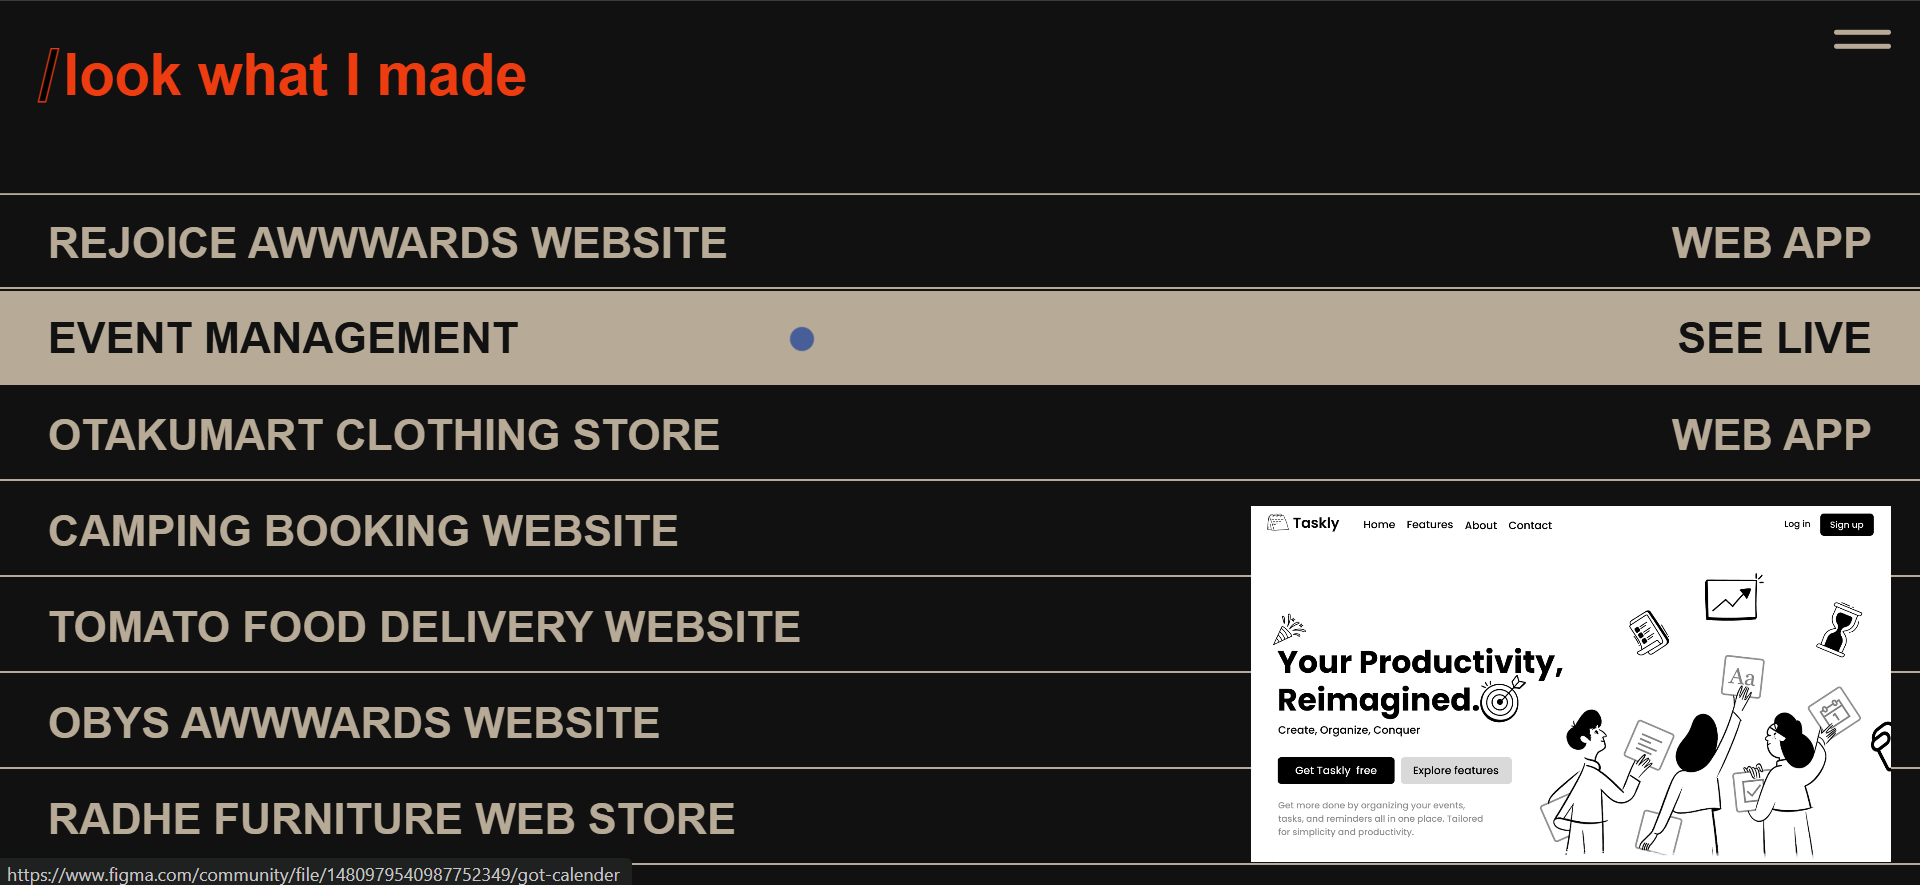 look what I made
REJOICE AWWWARDS WEBSITE WEB APP
EVENT MANAGEMENT SEE LIVE
OTAKUMART CLOTHING STORE WEB APP
CAMPING BOOKING WEBSITE
TOMATO FOOD DELIVERY WEBSITE
OBYS AWWWARDS WEBSITE
RADHE FURNITURE WEB STORE
Taskly Home Features About Contact Log in Sign up
Your Productivity,
Reimagined.
Create, Organize, Conquer
Get Taskly free Explore features
Get more done by organizing your events,
tasks, and reminders all in one place. Tailored
for simplicity and productivity.
Aa
1
https://www.figma.com/community/file/1480979540987752349/got-calender